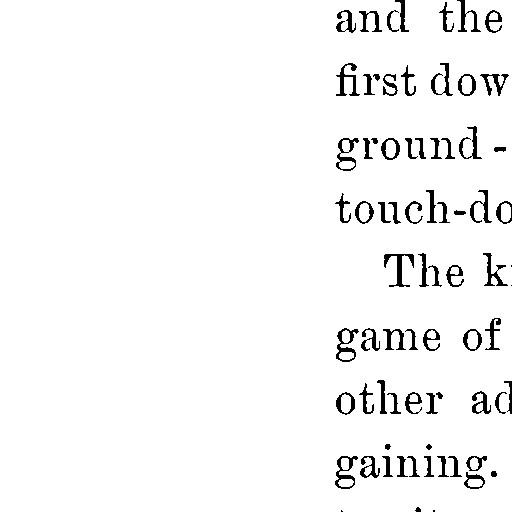 and the
first dow
ground -
touch-do
The k
game of
other ad
gaining.